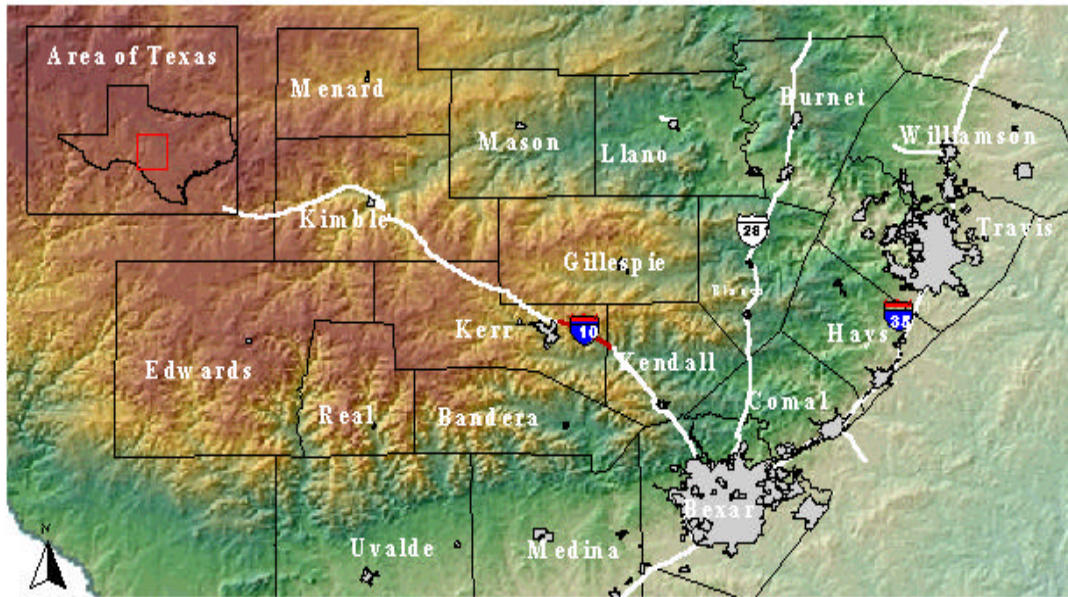 Area of Texas
Menard
Mason
Llano
Burnet
Williamson
Kimble
Gillespie
Travis
28
Blanco
Kerr
10
Kendall
Hays
35
Edwards
Real
Bandera
Comal
Bexar
Uvalde
Medina
N